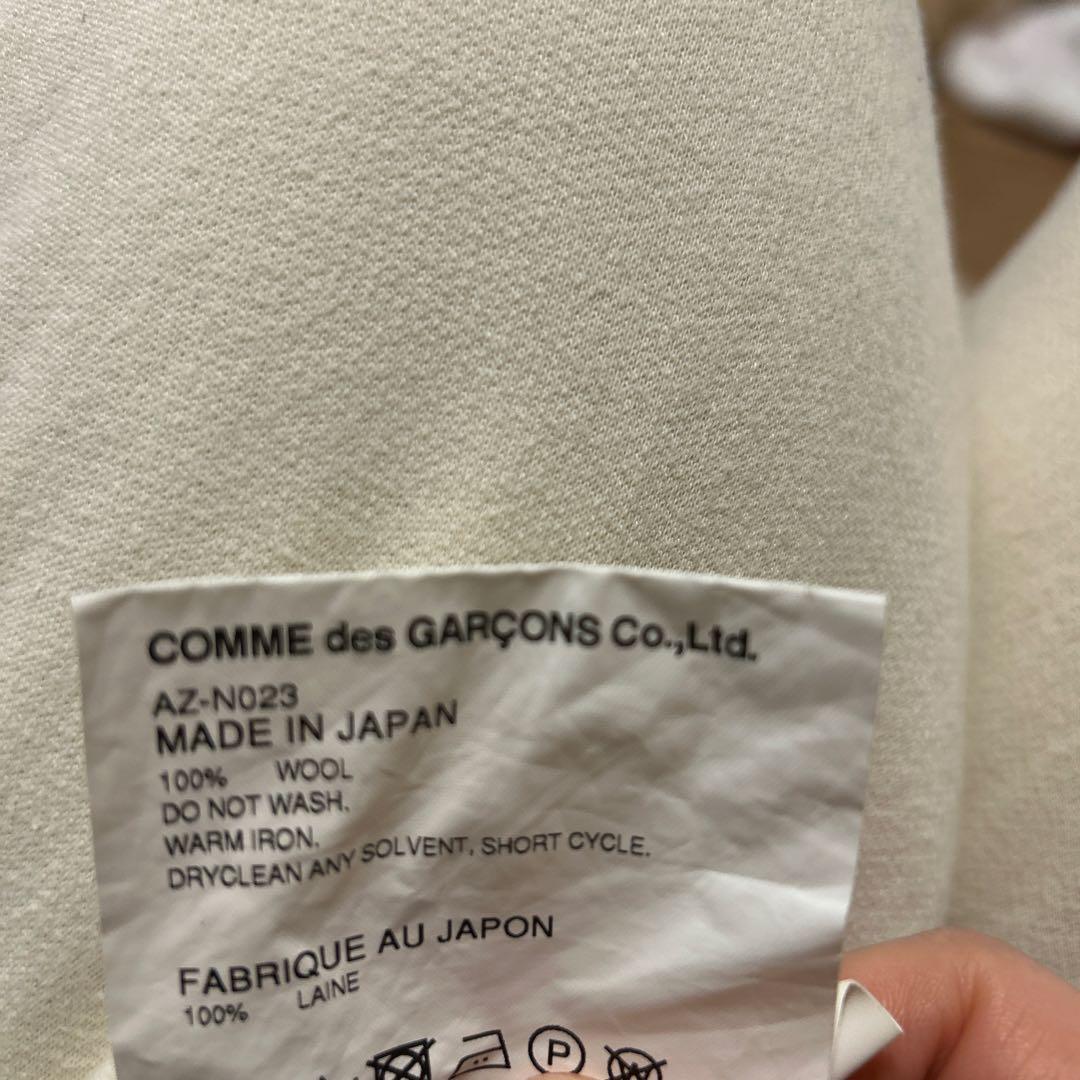 COMME des GARÇONS Co.,Ltd.
AZ-N023
MADE IN JAPAN
100% WOOL
DO NOT WASH.
WARM IRON.
DRYCLEAN ANY SOLVENT, SHORT CYCLE.
FABRIQUE AU JAPON
100% LAINE
P W